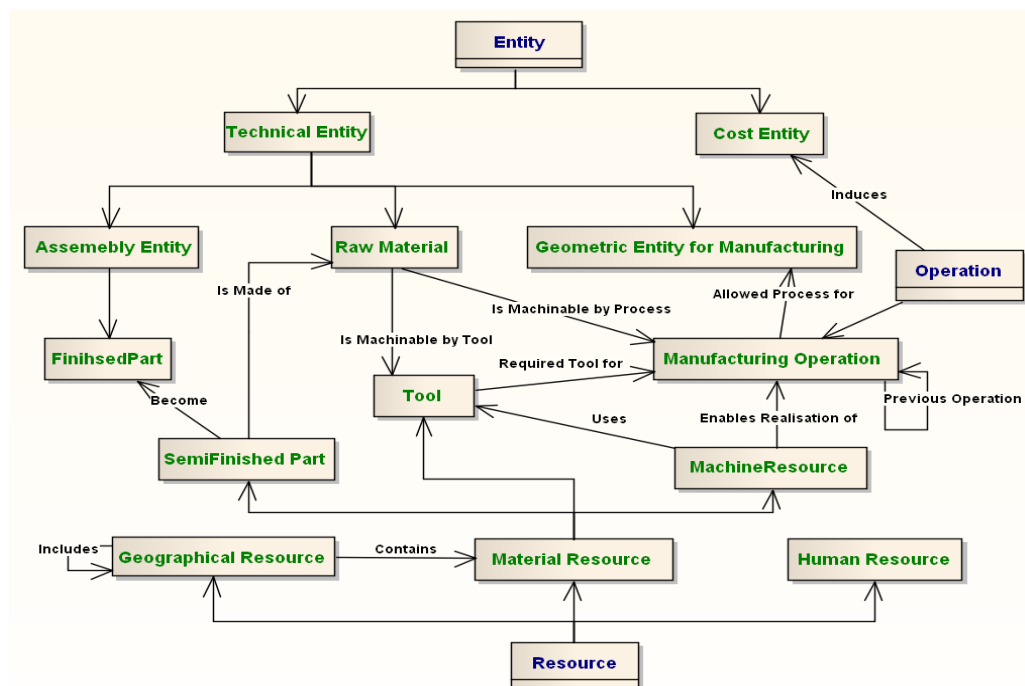 Entity
Technical Entity
Cost Entity
Induces
Assemebly Entity
Raw Material
Geometric Entity for Manufacturing
Operation
Is Made of
Allowed Process for
Is Machinable by Process
Is Machinable by Tool
FinihsedPart
Required Tool for
Manufacturing Operation
Become
Tool
Previous Operation
Uses
Enables Realisation of
SemiFinished Part
MachineResource
Includes
Geographical Resource
Contains
Material Resource
Human Resource
Resource